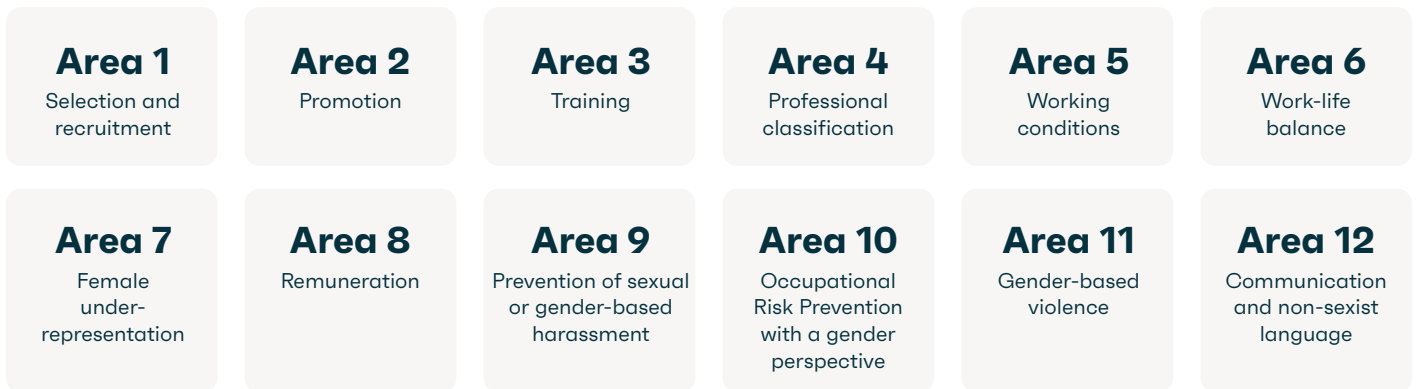 Area 1
Selection and
recruitment
Area 2
Promotion
Area 3
Training
Area 4
Professional
classification
Area 5
Working
conditions
Area 6
Work-life
balance
Area 7
Female
under-
representation
Area 8
Remuneration
Area 9
Prevention of sexual
or gender-based
harassment
Area 10
Occupational
Risk Prevention
with a gender
perspective
Area 11
Gender-based
violence
Area 12
Communication
and non-sexist
language